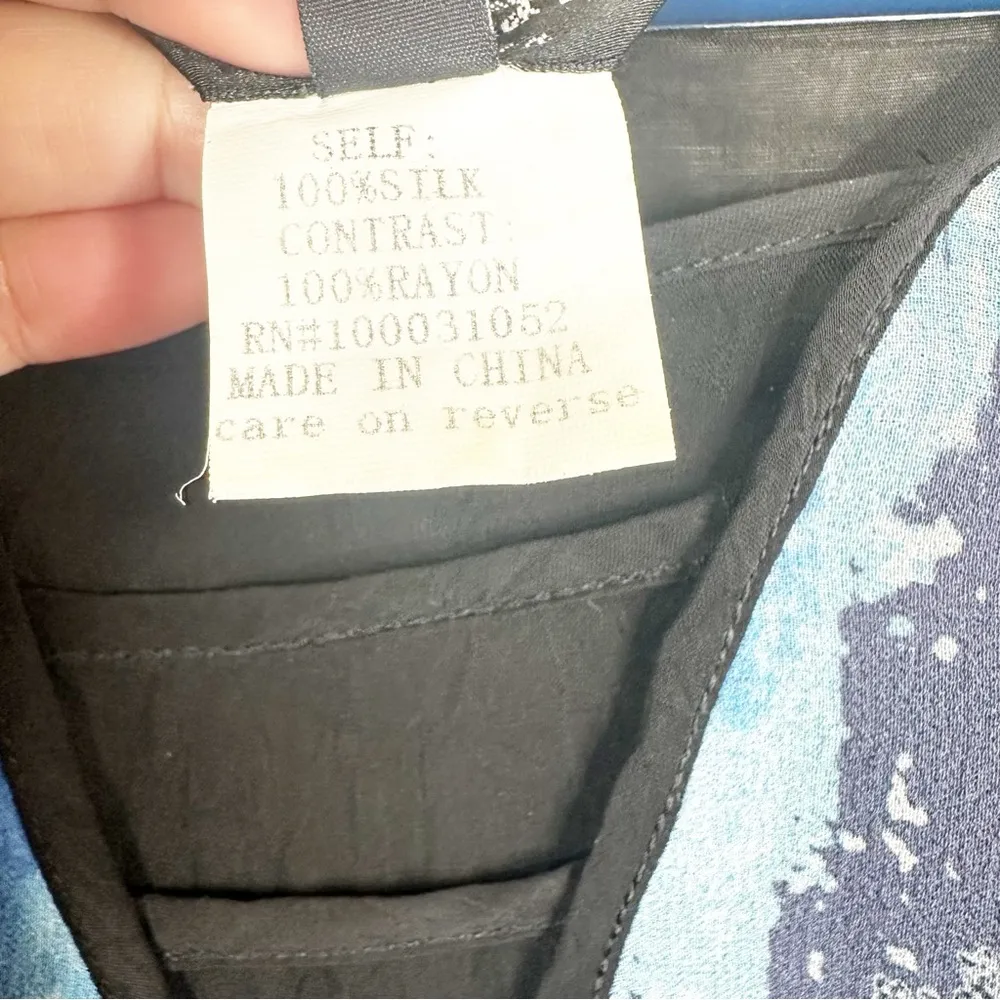 SELF:
100%SILK
CONTRAST:
100%RAYON
RN#100031052
MADE IN CHINA
care on reverse